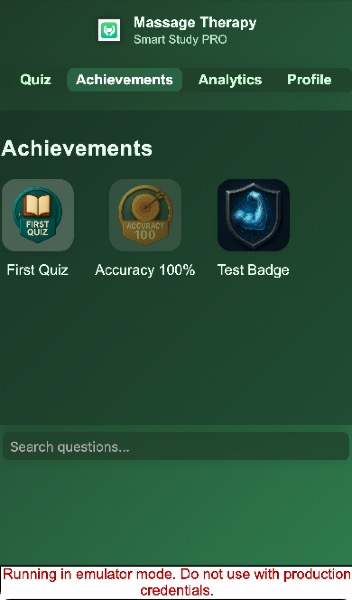 Massage Therapy
Smart Study PRO
Quiz Achievements Analytics Profile
Achievements
FIRST
QUIZ
ACCURACY
100
First Quiz Accuracy 100% Test Badge
Search questions...
Running in emulator mode. Do not use with production
credentials.